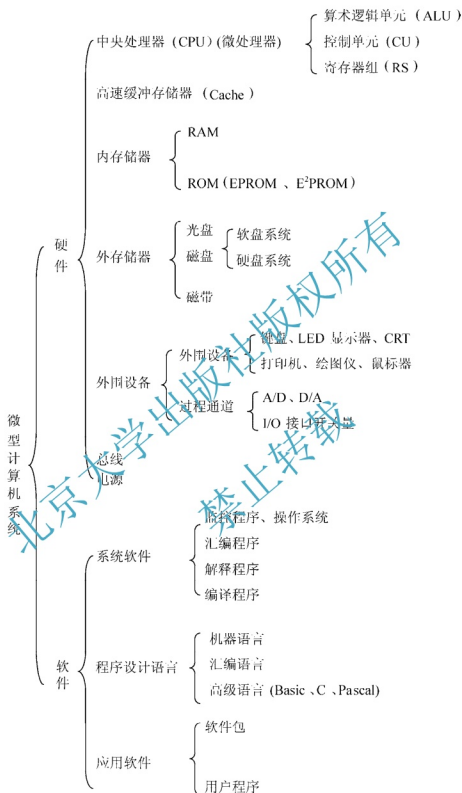 算术逻辑单元（ALU）
中央处理器（CPU）(微处理器)
控制单元（CU）
寄存器组（RS）
高速缓冲存储器（Cache）
RAM
内存储器
ROM（EPROM 、E²PROM）
硬件
光盘
软盘系统
外存储器
磁盘
硬盘系统
磁带
键盘、LED 显示器、CRT
外围设备
打印机、绘图仪、鼠标器
外围设备
A/D、D/A
过程通道
I/O 接口开关量
微型计算机系统
总线
电源
监控程序、操作系统
系统软件
汇编程序
解释程序
编译程序
机器语言
软件
程序设计语言
汇编语言
高级语言 (Basic 、C 、Pascal)
软件包
应用软件
用户程序
北京大学出版社版权所有
禁止转载